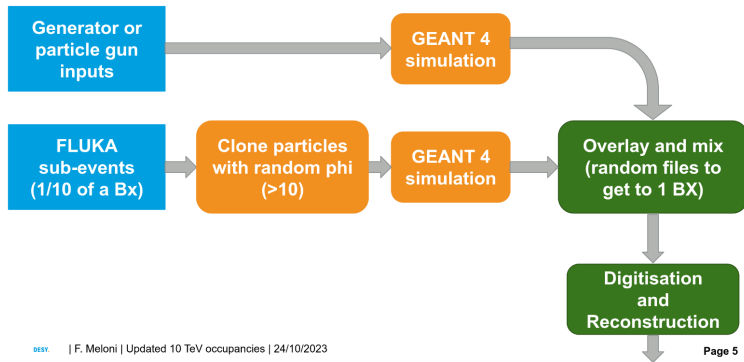 Generator or
particle gun
inputs
GEANT 4
simulation
FLUKA
sub-events
(1/10 of a Bx)
Clone particles
with random phi
(>10)
GEANT 4
simulation
Overlay and mix
(random files to
get to 1 BX)
Digitisation
and
Reconstruction
DESY. | F. Meloni | Updated 10 TeV occupancies | 24/10/2023
Page 5